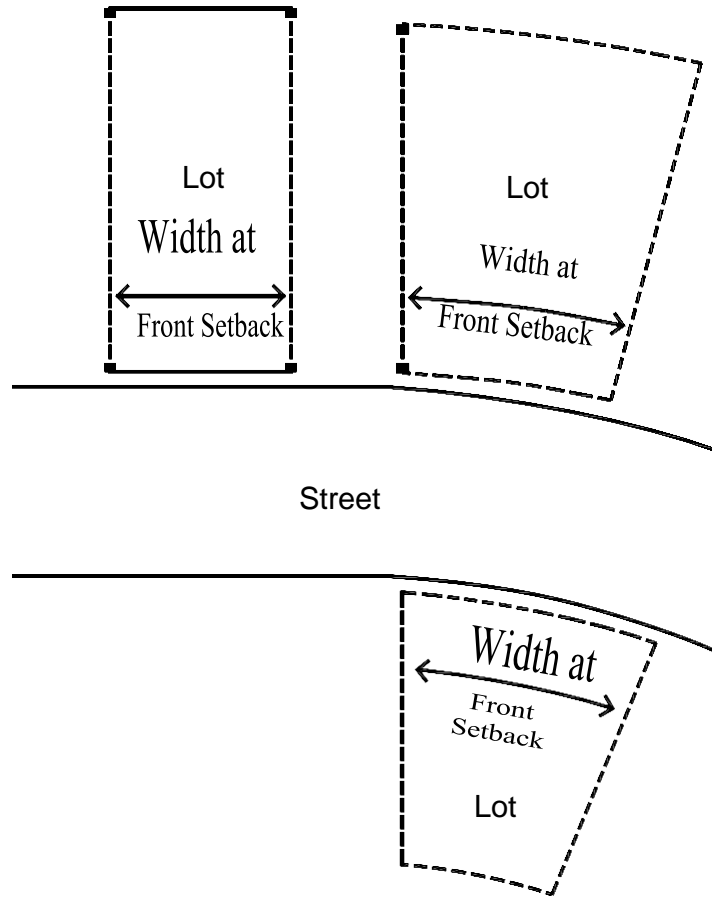 Lot
Width at
Front Setback
Lot
Width at
Front Setback
Street
Width at
Front
Setback
Lot